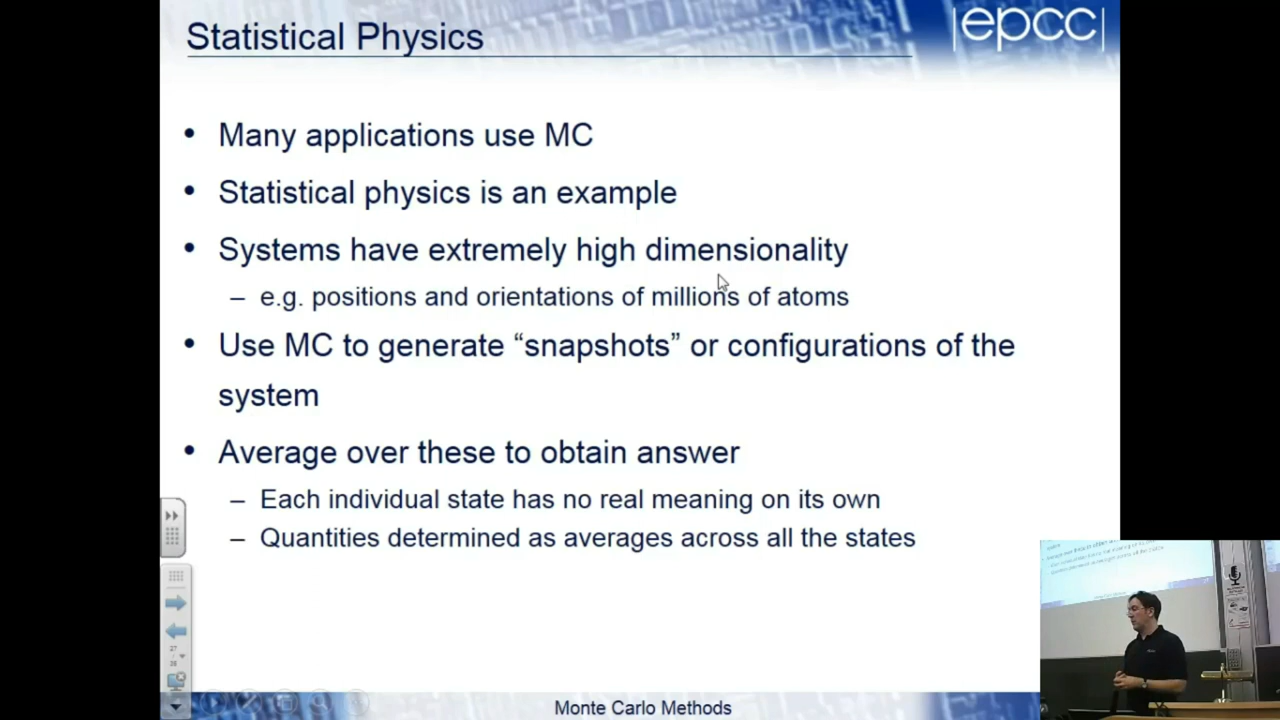 Statistical Physics
|epcc|
• Many applications use MC
• Statistical physics is an example
• Systems have extremely high dimensionality
– e.g. positions and orientations of millions of atoms
• Use MC to generate “snapshots” or configurations of the
system
• Average over these to obtain answer
– Each individual state has no real meaning on its own
– Quantities determined as averages across all the states
27
28
Monte Carlo Methods